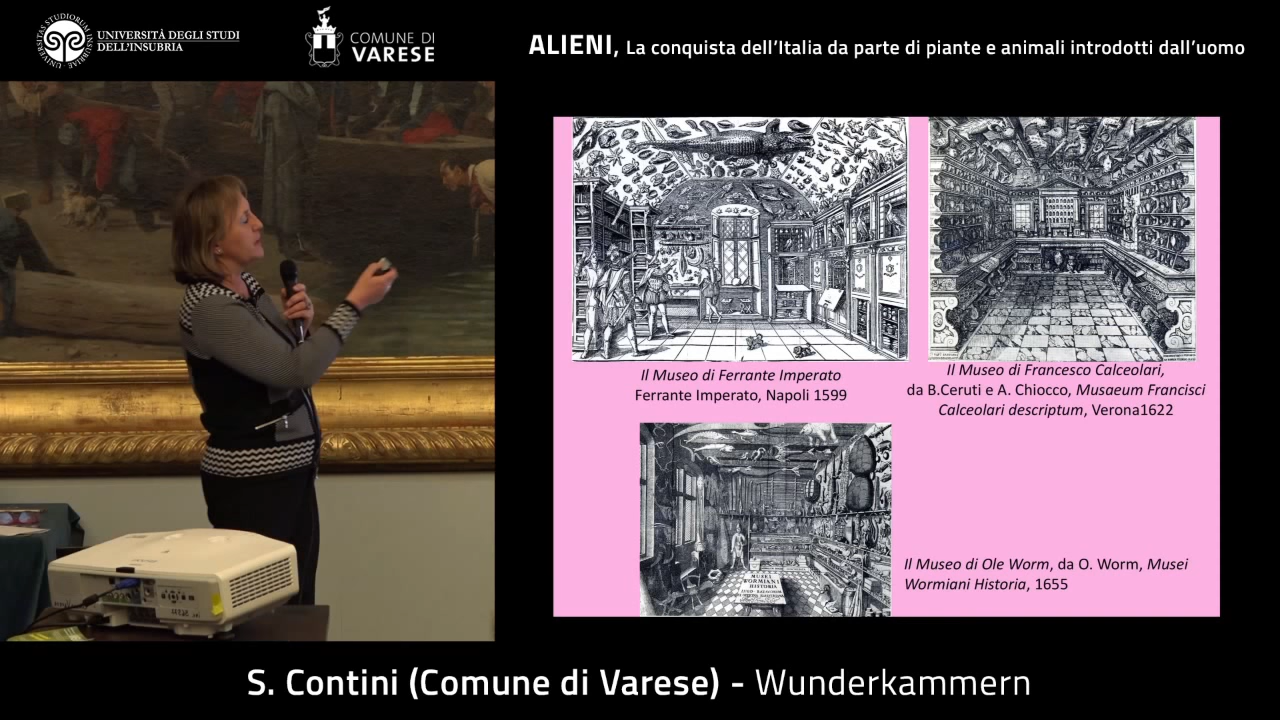 UNIVERSITÀ DEGLI STUDI
DELL'INSUBRIA
COMUNE DI
VARESE
ALIENI, La conquista dell'Italia da parte di piante e animali introdotti dall'uomo
Il Museo di Ferrante Imperato
Ferrante Imperato, Napoli 1599
Il Museo di Francesco Calceolari,
da B.Ceruti e A. Chiocco, Musaeum Francisci
Calceolari descriptum, Verona1622
MUSEI
WORMIANI
HISTORIA
Il Museo di Ole Worm, da O. Worm, Musei
Wormiani Historia, 1655
S. Contini (Comune di Varese) - Wunderkammern